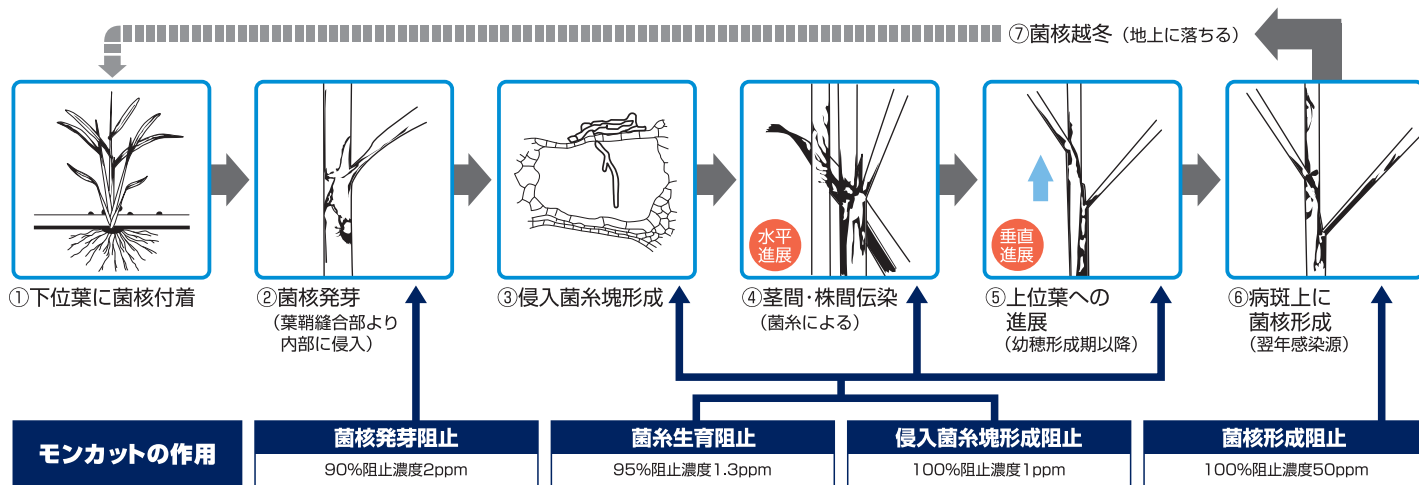 ⑦菌核越冬（地上に落ちる）
水平
進展
垂直
進展
①下位葉に菌核付着
②菌核発芽
（葉鞘縫合部より
内部に侵入）
③侵入菌糸塊形成
④茎間・株間伝染
（菌糸による）
⑤上位葉への
進展
（幼穂形成期以降）
⑥病斑上に
菌核形成
（翌年感染源）
モンカットの作用
菌核発芽阻止
90%阻止濃度2ppm
菌糸生育阻止
95%阻止濃度1.3ppm
侵入菌糸塊形成阻止
100%阻止濃度1ppm
菌核形成阻止
100%阻止濃度50ppm